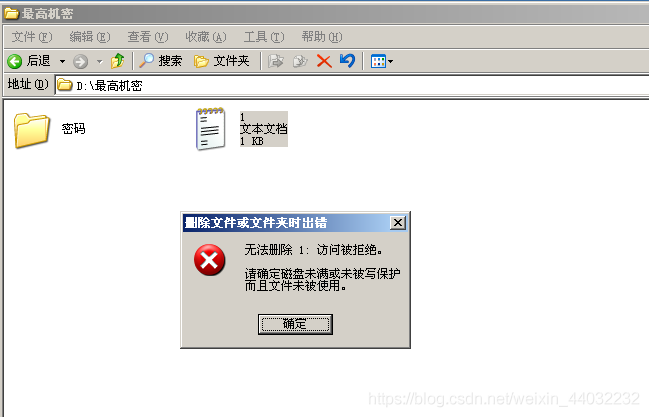 最高机密
文件(F) 编辑(E) 查看(V) 收藏(A) 工具(T) 帮助(H)
后退 搜索 文件夹
地址(D) D:\最高机密
密码
1
文本文档
1 KB
删除文件或文件夹时出错
无法删除 1: 访问被拒绝。
请确定磁盘未满或未被写保护
而且文件未被使用。
确定
https://blog.csdn.net/weixin_44032232